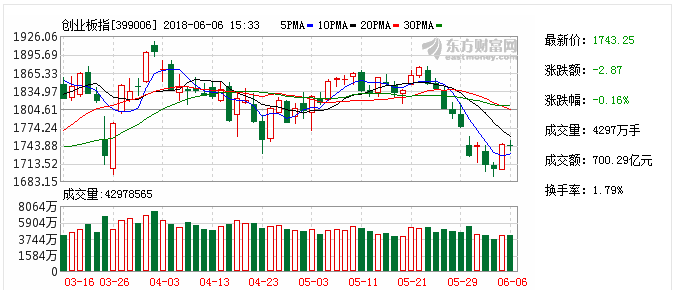 创业板指[399006] 2018-06-06 15:33 5PMA 10PMA 20PMA 30PMA
1926.06
1895.69
1865.33
1834.97
1804.61
1774.24
1743.88
1713.52
1683.15
东方财富网
eastmoney.com
成交量:42978565
8064万
5904万
3744万
1584万
03-16 03-26 04-03 04-13 04-23 05-03 05-11 05-21 05-29 06-06
最新价: 1743.25
涨跌额: -2.87
涨跌幅: -0.16%
成交量: 4297万手
成交额: 700.29亿元
换手率: 1.79%